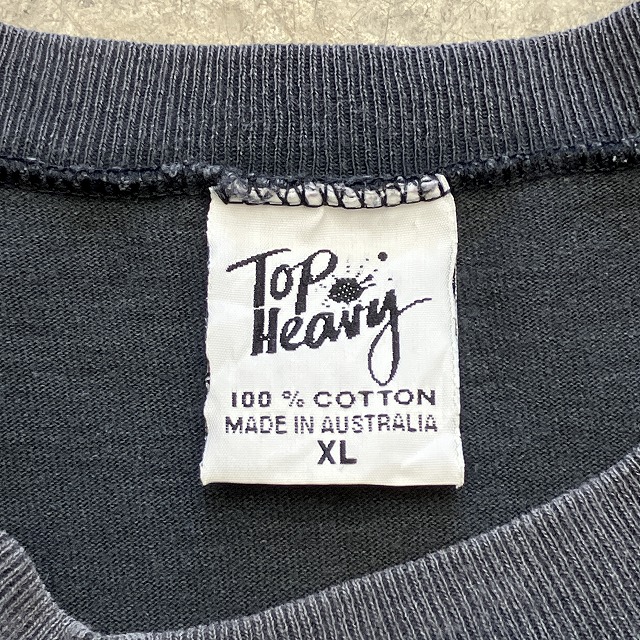 Top
Heavy
100 % COTTON
MADE IN AUSTRALIA
XL